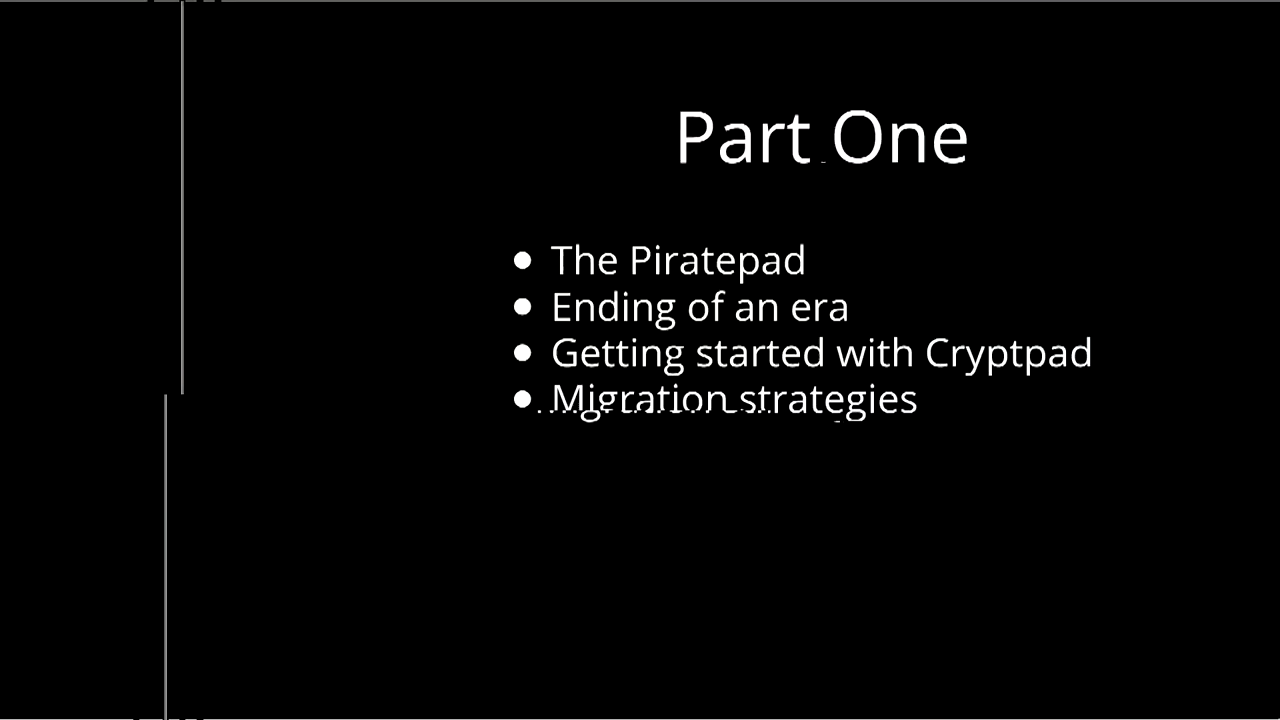 Part One
• The Piratepad
• Ending of an era
• Getting started with Cryptpad
• Migration strategies